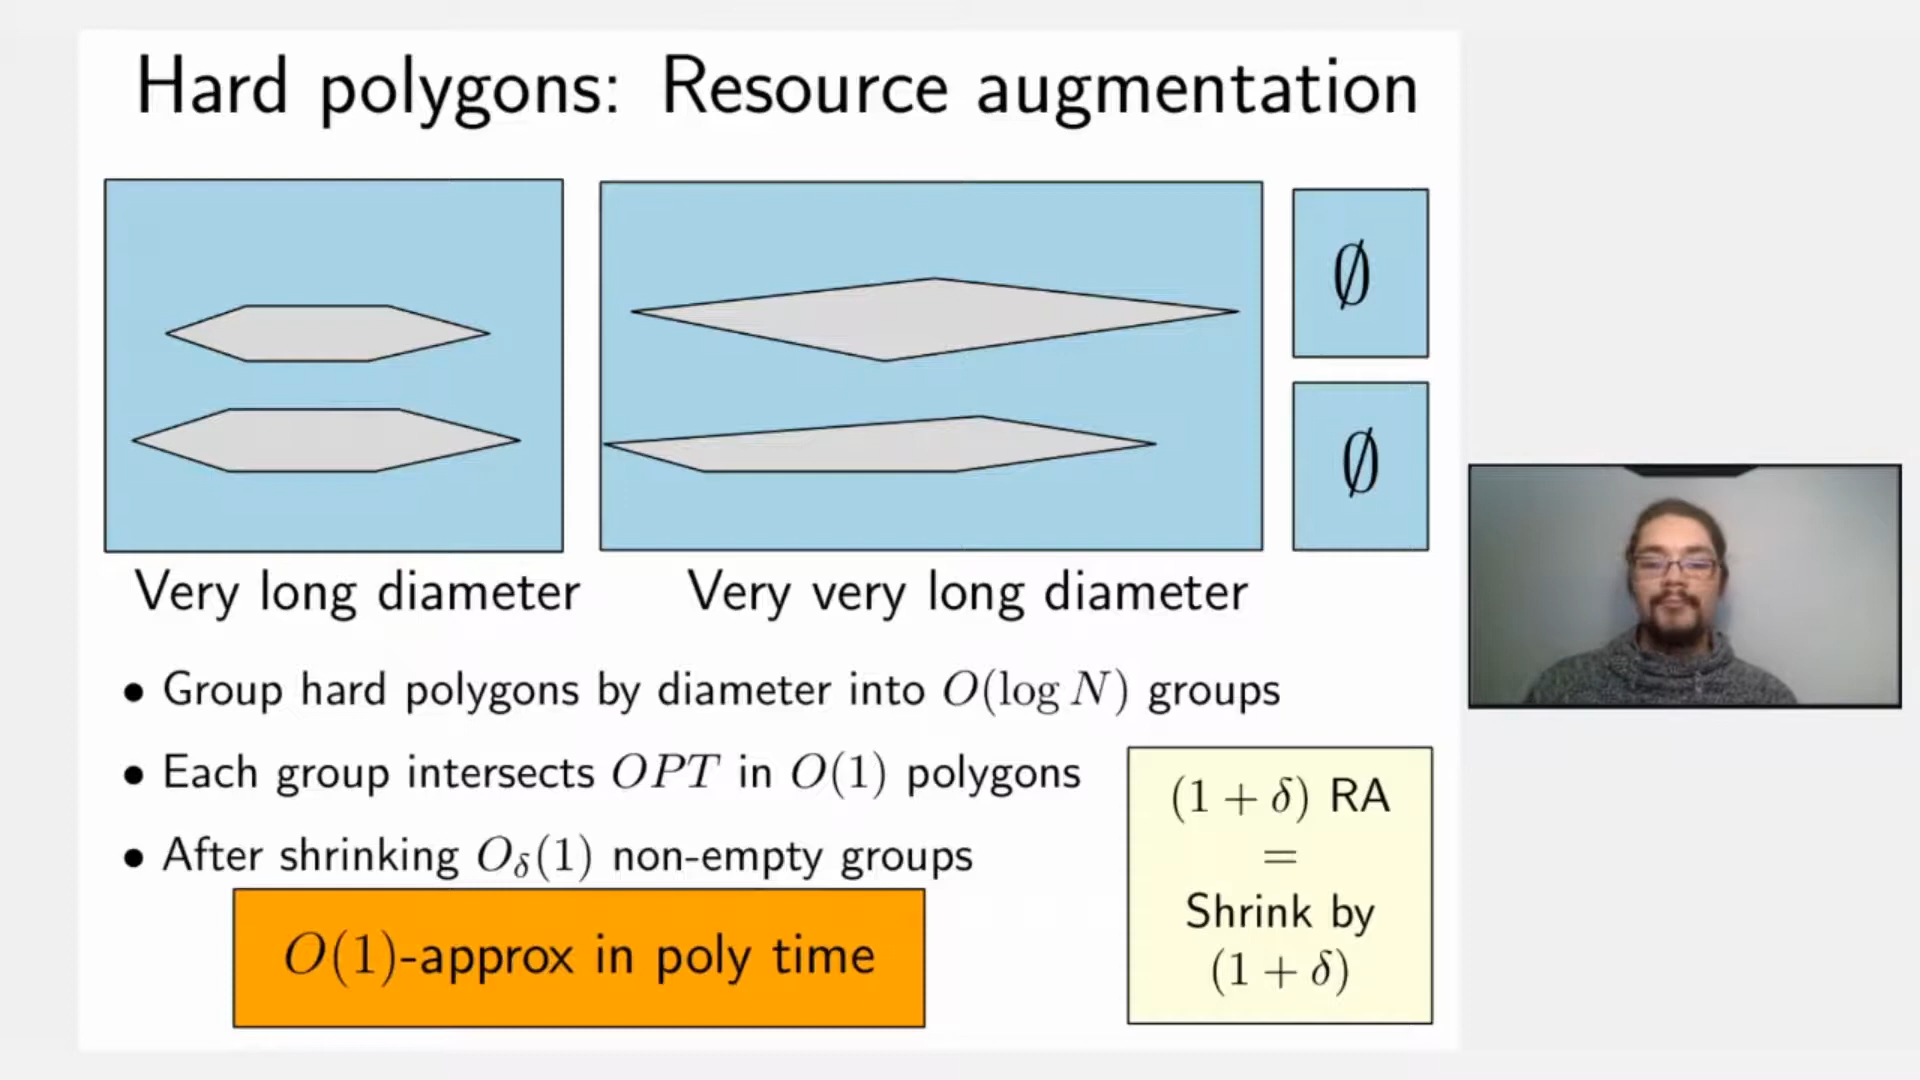 Hard polygons: Resource augmentation
∅
∅
Very long diameter
Very very long diameter
• Group hard polygons by diameter into O(log N) groups
• Each group intersects OPT in O(1) polygons
• After shrinking O_δ(1) non-empty groups
O(1)-approx in poly time
(1 + δ) RA
=
Shrink by
(1 + δ)